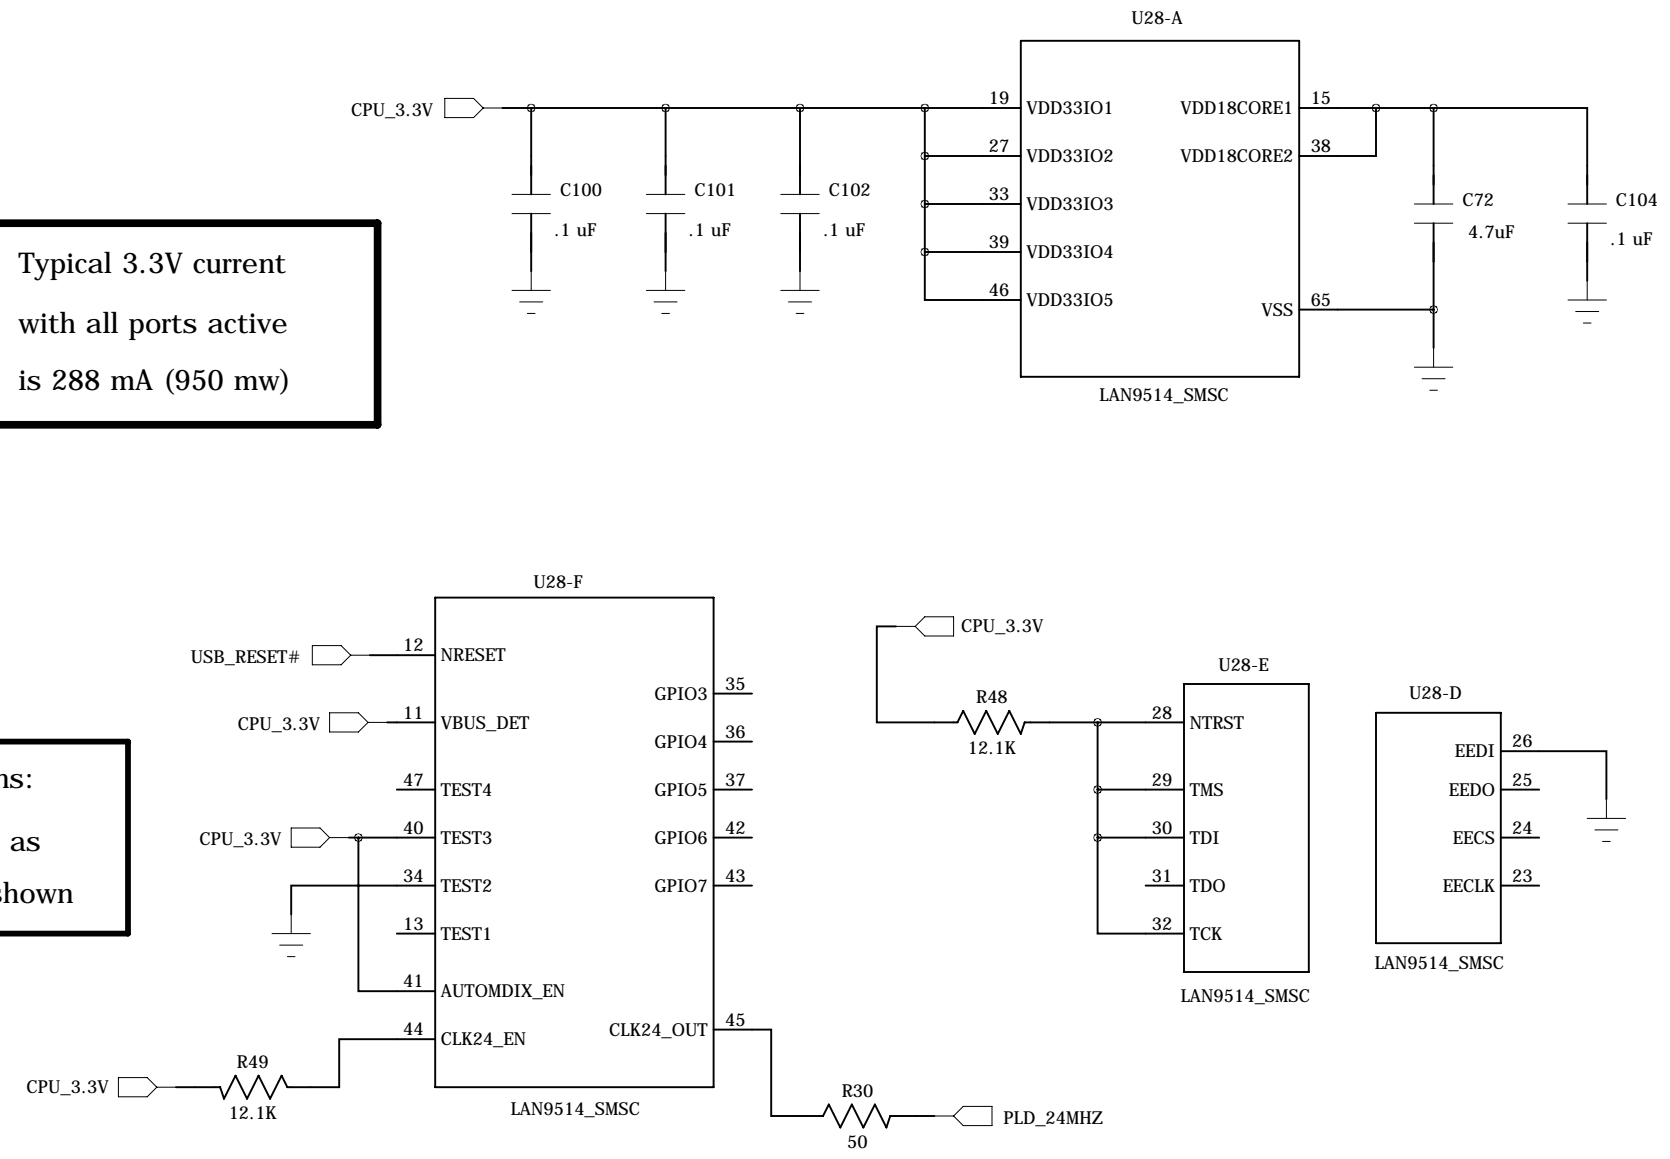 U28-A
CPU_3.3V
19 VDD33IO1
27 VDD33IO2
33 VDD33IO3
39 VDD33IO4
46 VDD33IO5
VDD18CORE1 15
VDD18CORE2 38
VSS 65
C100
.1 uF
C101
.1 uF
C102
.1 uF
C72
4.7uF
C104
.1 uF
LAN9514_SMSC
Typical 3.3V current
with all ports active
is 288 mA (950 mw)
U28-F
USB_RESET# 12 NRESET
CPU_3.3V 11 VBUS_DET
47 TEST4
CPU_3.3V 40 TEST3
34 TEST2
13 TEST1
41 AUTOMDIX_EN
44 CLK24_EN
GPIO3 35
GPIO4 36
GPIO5 37
GPIO6 42
GPIO7 43
CLK24_OUT 45
CPU_3.3V
R49
12.1K
LAN9514_SMSC
R30
50
PLD_24MHZ
as
shown
CPU_3.3V
R48
12.1K
U28-E
28 NTRST
29 TMS
30 TDI
31 TDO
32 TCK
LAN9514_SMSC
U28-D
EEDI 26
EEDO 25
EECS 24
EECLK 23
LAN9514_SMSC